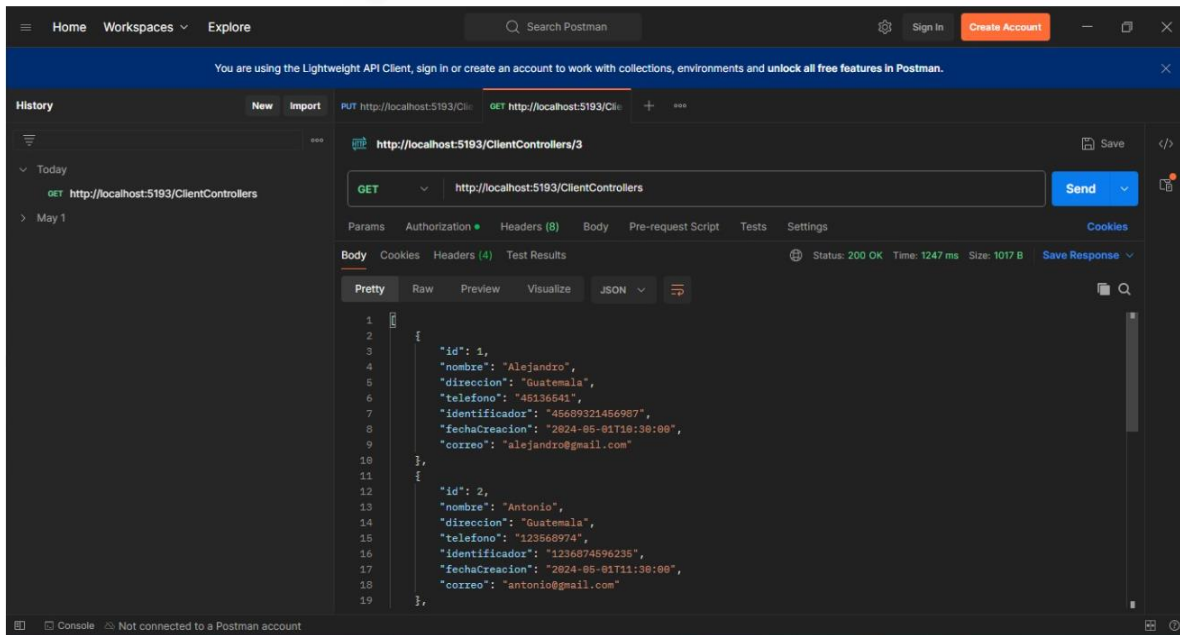 Home Workspaces Explore Search Postman Sign In Create Account
You are using the Lightweight API Client, sign in or create an account to work with collections, environments and unlock all free features in Postman.
History New Import PUT http://localhost:5193/Clie GET http://localhost:5193/Clie
HTTP http://localhost:5193/ClientControllers/3 Save
Today
GET http://localhost:5193/ClientControllers
May 1
GET http://localhost:5193/ClientControllers Send
Params Authorization Headers (8) Body Pre-request Script Tests Settings Cookies
Body Cookies Headers (4) Test Results Status: 200 OK Time: 1247 ms Size: 1017 B Save Response
Pretty Raw Preview Visualize JSON
1 [
2 {
3 "id": 1,
4 "nombre": "Alejandro",
5 "direccion": "Guatemala",
6 "telefono": "45136541",
7 "identificador": "45689321456987",
8 "fechaCreacion": "2024-05-01T10:30:00",
9 "correo": "alejandro@gmail.com"
10 },
11 {
12 "id": 2,
13 "nombre": "Antonio",
14 "direccion": "Guatemala",
15 "telefono": "123568974",
16 "identificador": "1236874596235",
17 "fechaCreacion": "2024-05-01T11:30:00",
18 "correo": "antonio@gmail.com"
19 },
Console Not connected to a Postman account